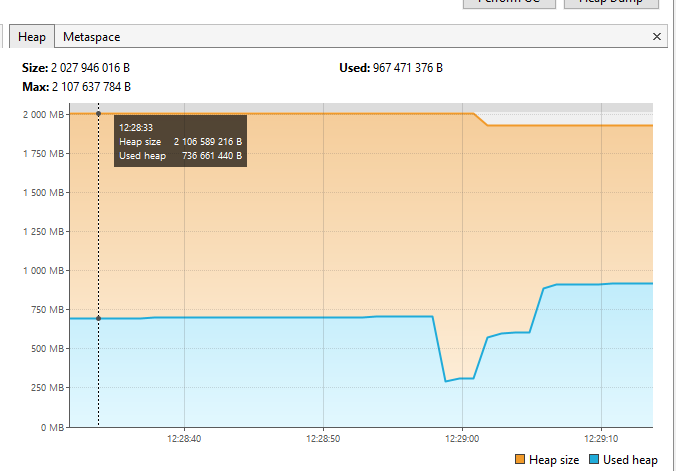 Perform GC Heap Dump
Heap Metaspace ×
Size: 2 027 946 016 B Used: 967 471 376 B
Max: 2 107 637 784 B
2 000 MB
1 750 MB
1 500 MB
1 250 MB
1 000 MB
750 MB
500 MB
250 MB
0 MB
12:28:33
Heap size 2 106 589 216 B
Used heap 736 661 440 B
12:28:40 12:28:50 12:29:00 12:29:10
Heap size Used heap